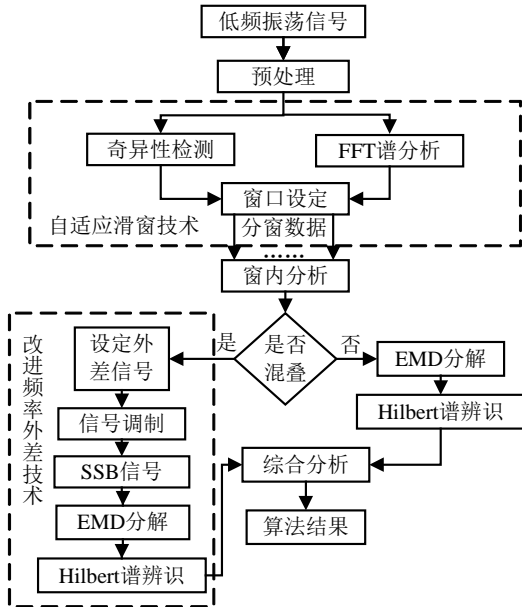 低频振荡信号
预处理
奇异性检测
FFT谱分析
窗口设定
自适应滑窗技术
分窗数据
……
窗内分析
改进频率外差技术
设定外
差信号
是
是否
混叠
否
EMD分解
Hilbert谱辨识
信号调制
SSB信号
EMD分解
Hilbert谱辨识
综合分析
算法结果